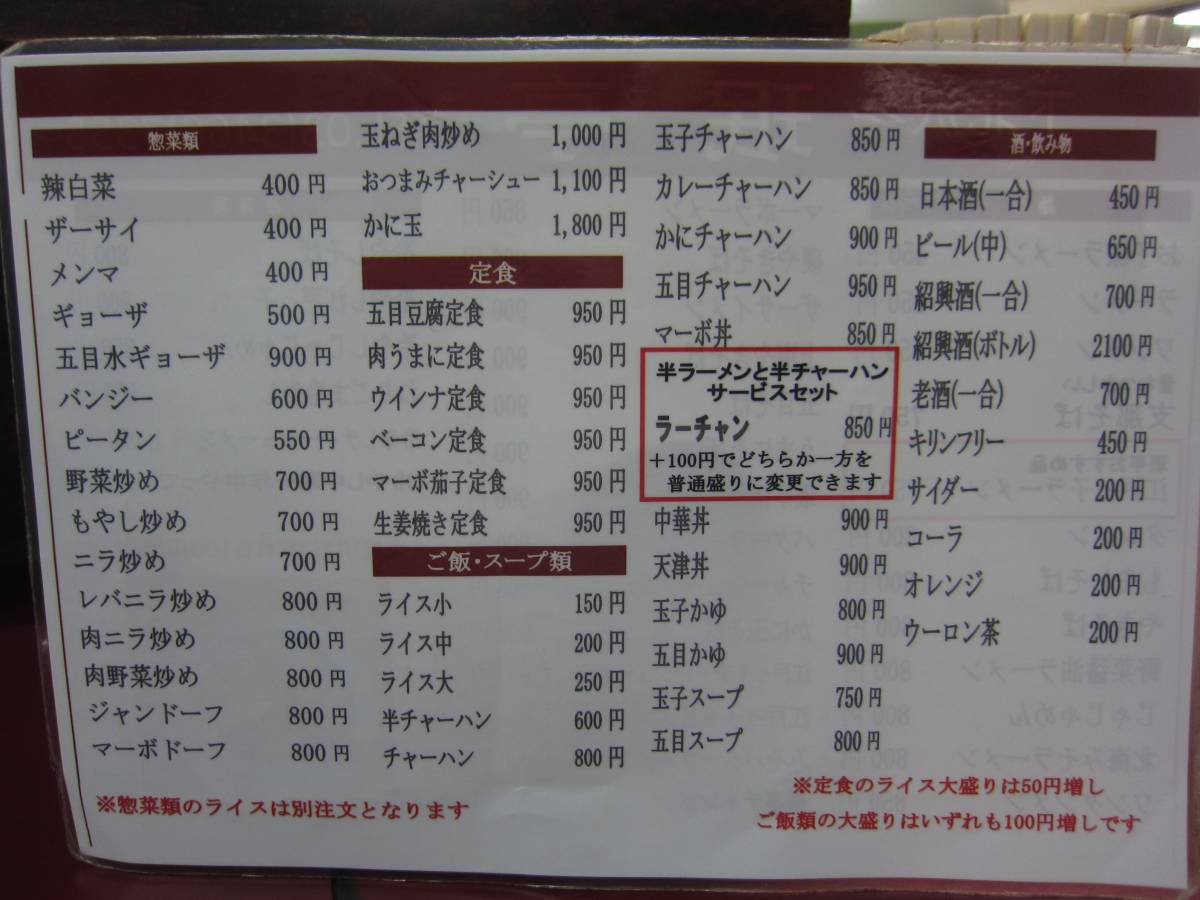 惣菜類
辣白菜 400円
ザーサイ 400円
メンマ 400円
ギョーザ 500円
五目水ギョーザ 900円
バンジー 600円
ピータン 550円
野菜炒め 700円
もやし炒め 700円
ニラ炒め 700円
レバニラ炒め 800円
肉ニラ炒め 800円
肉野菜炒め 800円
ジャンドーフ 800円
マーボドーフ 800円
※惣菜類のライスは別注文となります
玉ねぎ肉炒め 1,000円
おつまみチャーシュー 1,100円
かに玉 1,800円
定食
五目豆腐定食 950円
肉うまに定食 950円
ウインナ定食 950円
ベーコン定食 950円
マーボ茄子定食 950円
生姜焼き定食 950円
ご飯・スープ類
ライス小 150円
ライス中 200円
ライス大 250円
半チャーハン 600円
チャーハン 800円
玉子チャーハン 850円
カレーチャーハン 850円
かにチャーハン 900円
五目チャーハン 950円
マーボ丼 850円
半ラーメンと半チャーハン
サービスセット
ラーチャン 850円
＋100円でどちらか一方を
普通盛りに変更できます
中華丼 900円
天津丼 900円
玉子かゆ 800円
五目かゆ 900円
玉子スープ 750円
五目スープ 800円
酒・飲み物
日本酒(一合) 450円
ビール(中) 650円
紹興酒(一合) 700円
紹興酒(ボトル) 2100円
老酒(一合) 700円
キリンフリー 450円
サイダー 200円
コーラ 200円
オレンジ 200円
ウーロン茶 200円
※定食のライス大盛りは50円増し
ご飯類の大盛りはいずれも100円増しです